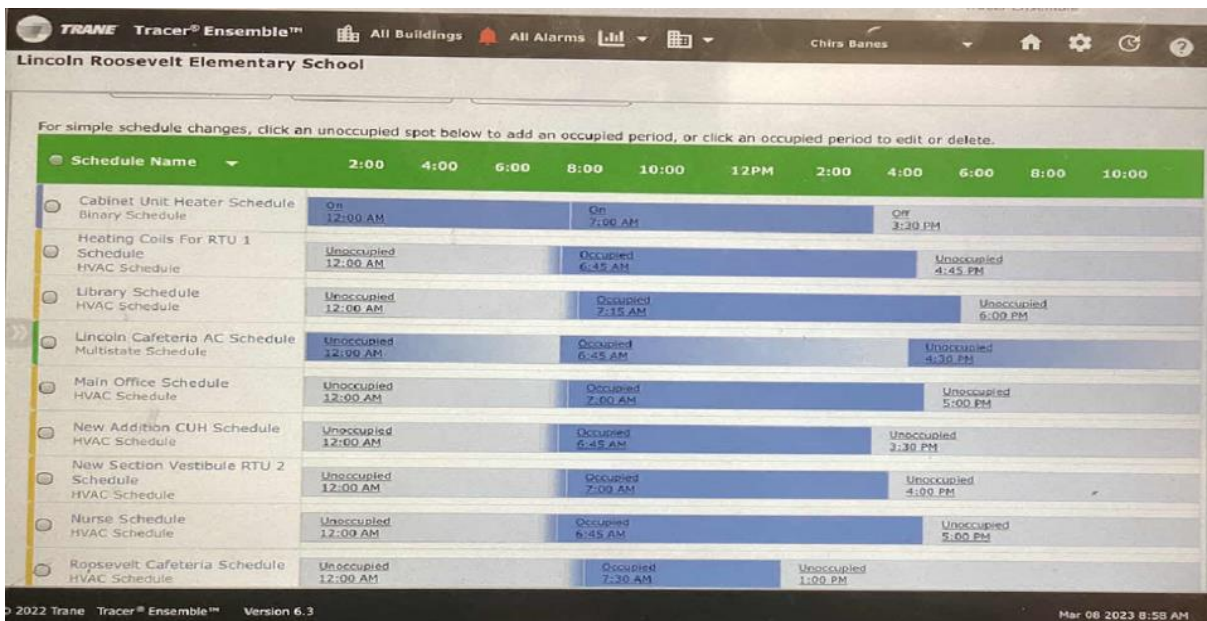 TRANE Tracer® Ensemble™ All Buildings All Alarms Chirs Banes
Lincoln Roosevelt Elementary School
For simple schedule changes, click an unoccupied spot below to add an occupied period, or click an occupied period to edit or delete.
Schedule Name 2:00 4:00 6:00 8:00 10:00 12PM 2:00 4:00 6:00 8:00 10:00
Cabinet Unit Heater Schedule On On Off
Binary Schedule 12:00 AM 7:00 AM 3:30 PM
Heating Coils For RTU 1
Schedule Unoccupied Occupied Unoccupied
HVAC Schedule 12:00 AM 6:45 AM 4:45 PM
Library Schedule Unoccupied Occupied Unoccupied
HVAC Schedule 12:00 AM 7:15 AM 6:00 PM
Lincoln Cafeteria AC Schedule Unoccupied Occupied Unoccupied
Multistate Schedule 12:00 AM 6:45 AM 4:30 PM
Main Office Schedule Unoccupied Occupied Unoccupied
HVAC Schedule 12:00 AM 7:00 AM 5:00 PM
New Addition CUH Schedule Unoccupied Occupied Unoccupied
HVAC Schedule 12:00 AM 6:45 AM 3:30 PM
New Section Vestibule RTU 2
Schedule Unoccupied Occupied Unoccupied
HVAC Schedule 12:00 AM 7:00 AM 4:00 PM
Nurse Schedule Unoccupied Occupied Unoccupied
HVAC Schedule 12:00 AM 6:45 AM 5:00 PM
Roosevelt Cafeteria Schedule Unoccupied Occupied Unoccupied
HVAC Schedule 12:00 AM 7:30 AM 1:00 PM
© 2022 Trane Tracer® Ensemble™ Version 6.3 Mar 08 2023 8:58 AM